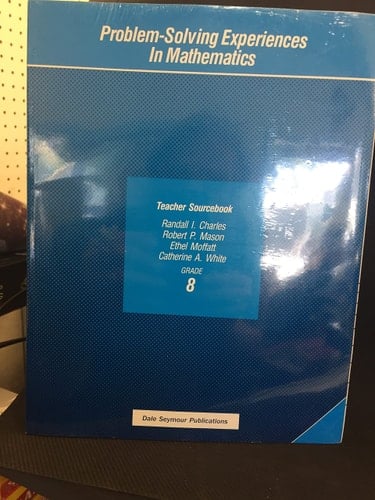 Problem-Solving Experiences
In Mathematics
Teacher Sourcebook
Randall I. Charles
Robert P. Mason
Ethel Moffatt
Catherine A. White
GRADE
8
Dale Seymour Publications